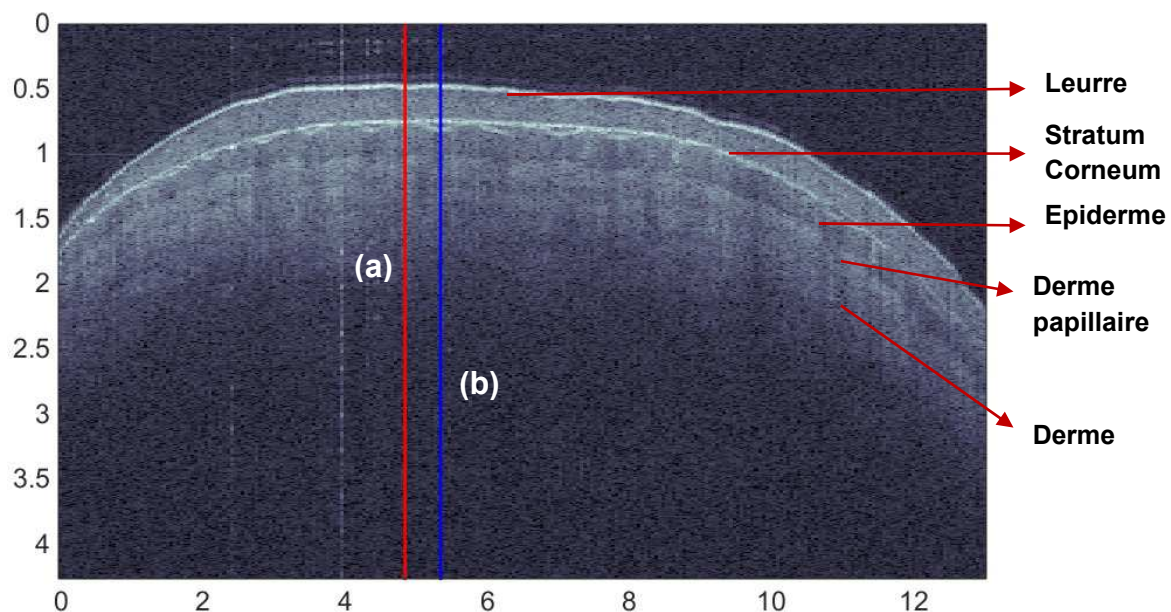 0
0.5
1
1.5
2
2.5
3
3.5
4
0 2 4 6 8 10 12
(a)
(b)
Leurre
Stratum
Corneum
Epiderme
Derme
papillaire
Derme